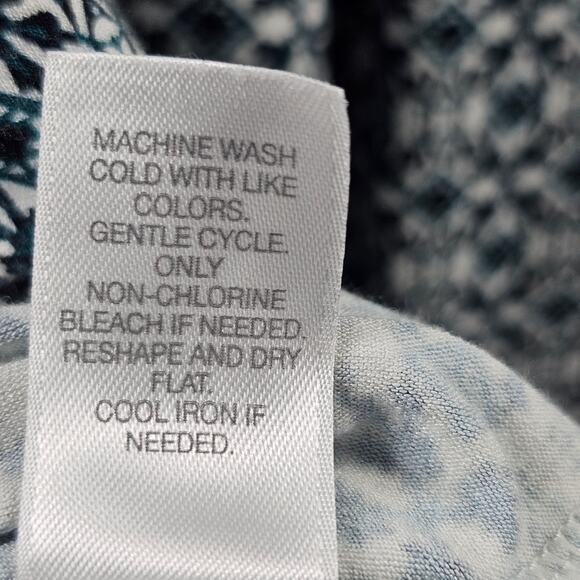 MACHINE WASH
COLD WITH LIKE
COLORS.
GENTLE CYCLE.
ONLY
NON-CHLORINE
BLEACH IF NEEDED.
RESHAPE AND DRY
FLAT.
COOL IRON IF
NEEDED.